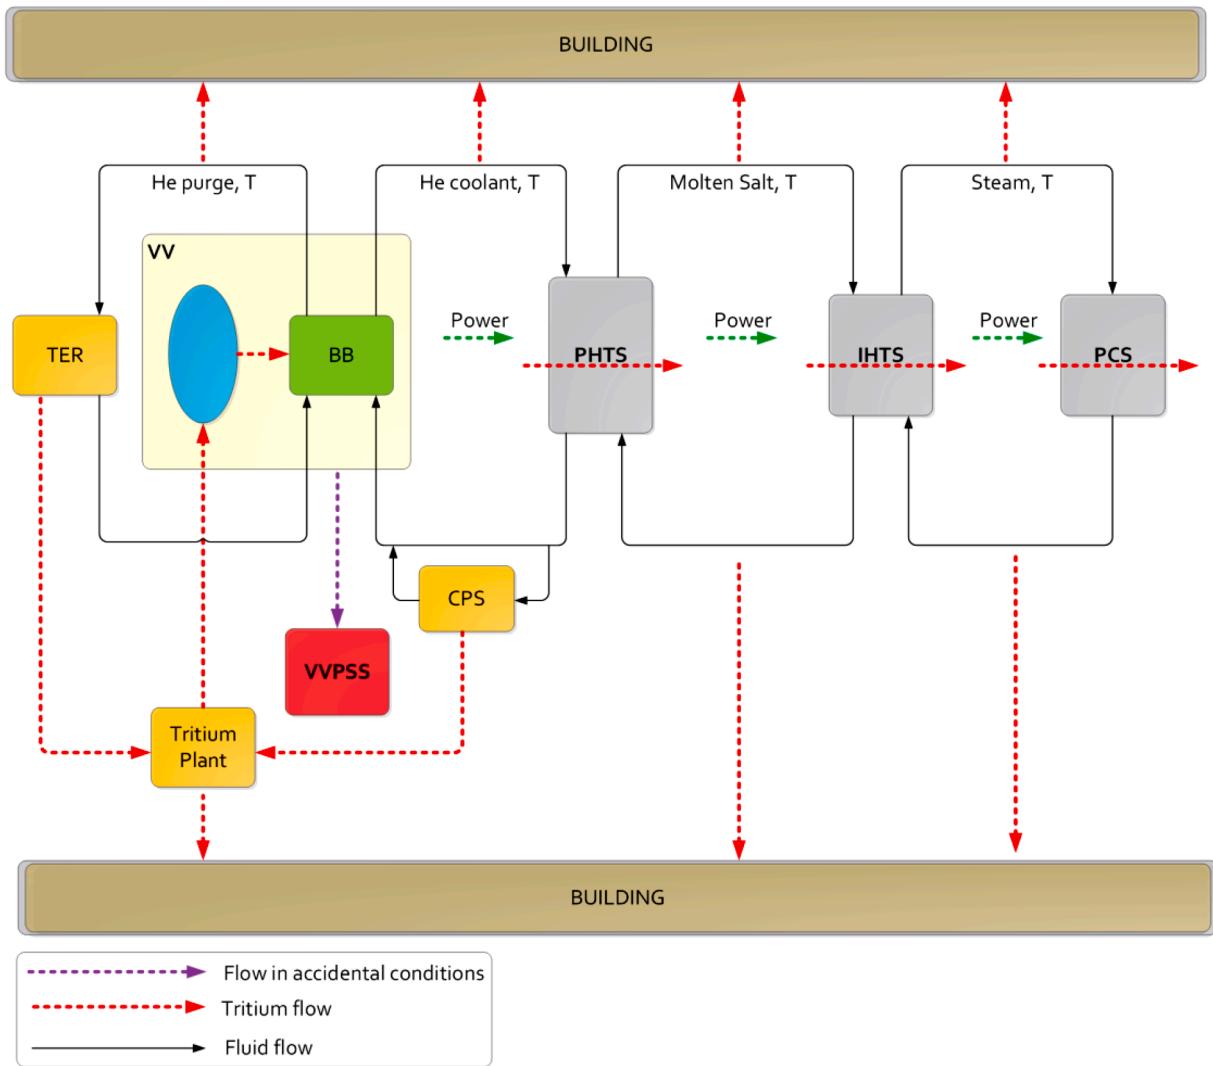 BUILDING
He purge, T
He coolant, T
Molten Salt, T
Steam, T
VV
TER
BB
Power
PHTS
Power
IHTS
Power
PCS
CPS
VVPSS
Tritium
Plant
BUILDING
Flow in accidental conditions
Tritium flow
Fluid flow